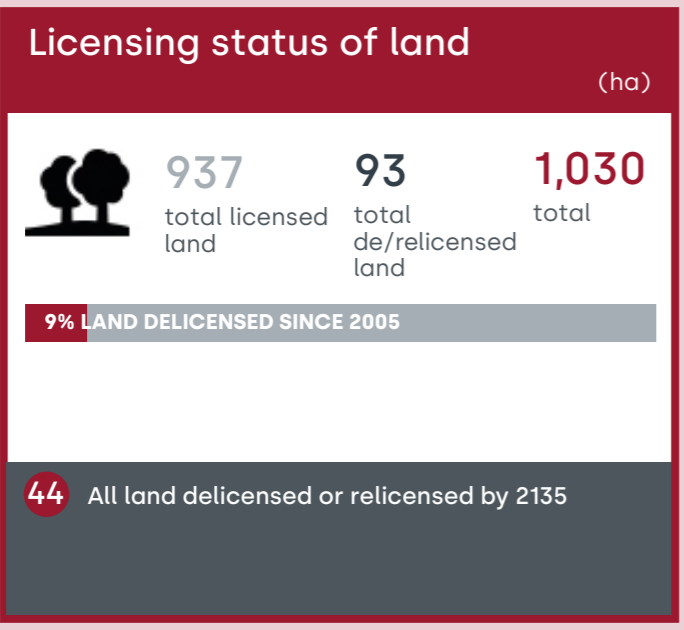 Licensing status of land
(ha)
937
total licensed
land
93
total
de/relicensed
land
1,030
total
9% LAND DELICENSED SINCE 2005
44 All land delicensed or relicensed by 2135